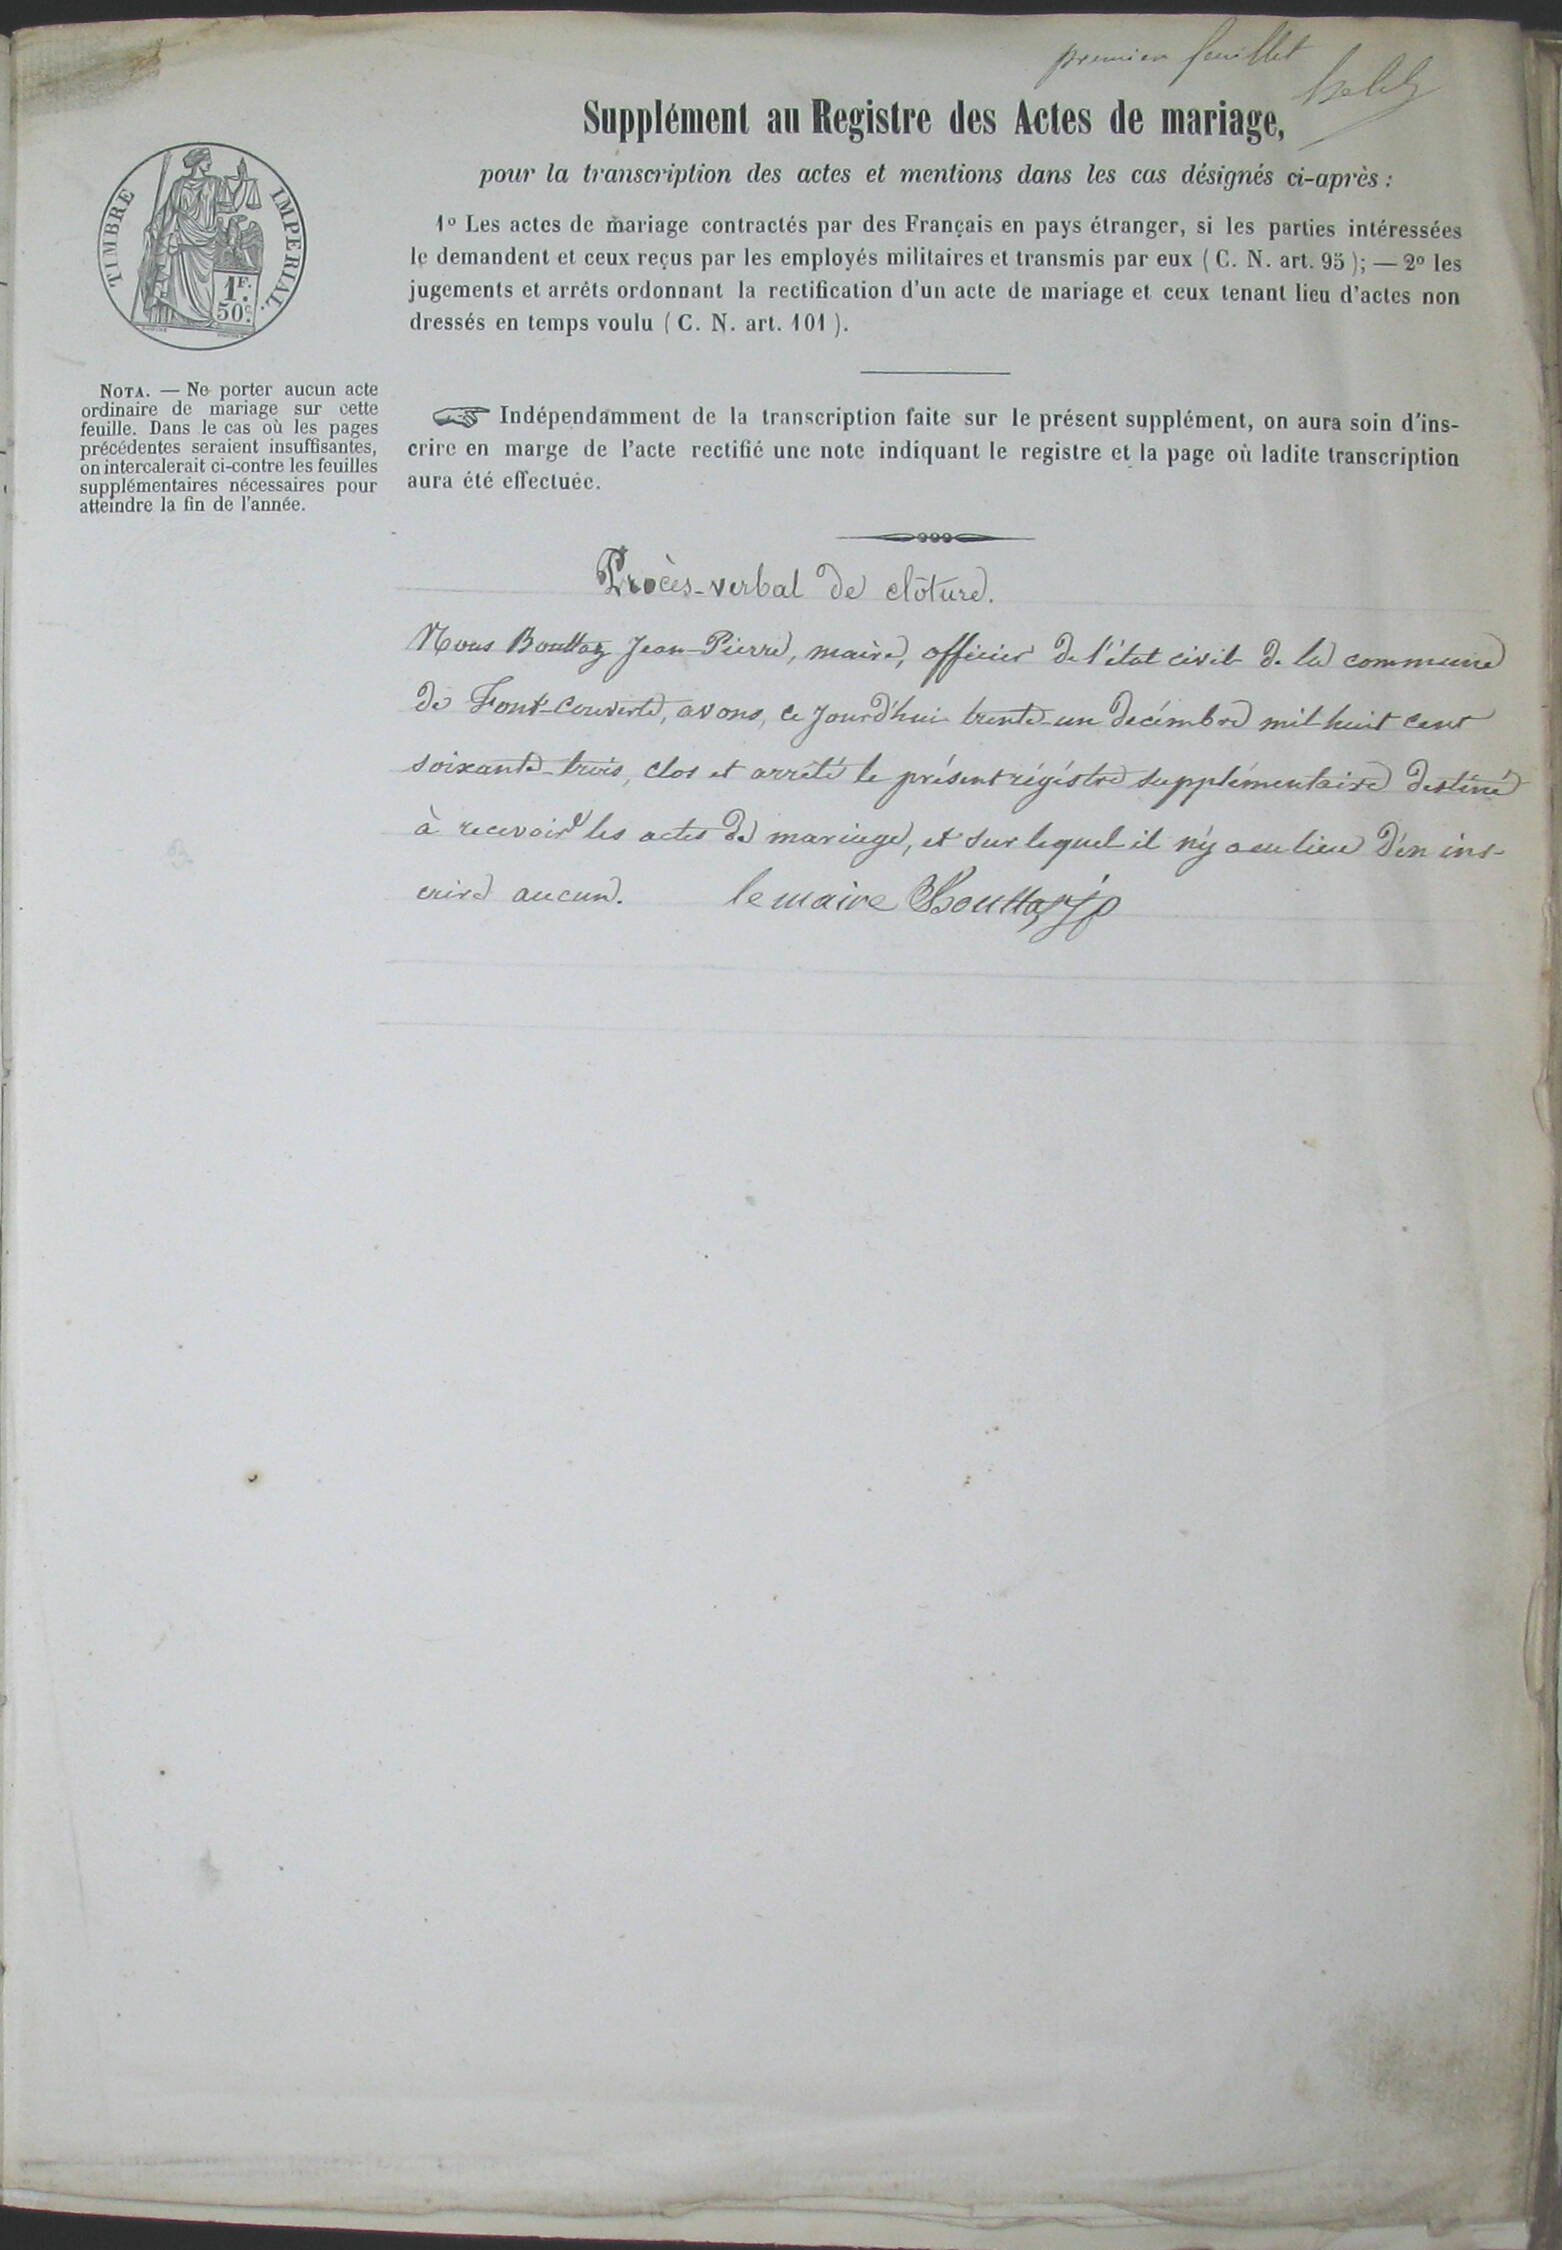 premier feuillet
Supplément au Registre des Actes de mariage,
pour la transcription des actes et mentions dans les cas désignés ci-après :
TIMBRE IMPERIAL
1F.
50C.
1º Les actes de mariage contractés par des Français en pays étranger, si les parties intéressées
le demandent et ceux reçus par les employés militaires et transmis par eux ( C. N. art. 95 ); — 2º les
jugements et arrêts ordonnant la rectification d'un acte de mariage et ceux tenant lieu d'actes non
dressés en temps voulu ( C. N. art. 101 ).
NOTA. — Ne porter aucun acte
ordinaire de mariage sur cette
feuille. Dans le cas où les pages
précédentes seraient insuffisantes,
on intercalerait ci-contre les feuilles
supplémentaires nécessaires pour
atteindre la fin de l'année.
☞ Indépendamment de la transcription faite sur le présent supplément, on aura soin d'ins-
crire en marge de l'acte rectifié une note indiquant le registre et la page où ladite transcription
aura été effectuée.
Procès-verbal de clôture.
Nous Bouttaz Jean-Pierre, maire, officier de l'état civil de la commune
de Font-Couverte, avons, ce jourd'hui trente-un decémbre mil huit cent
soixante-trois, clos et arrêté le présent régistre supplémentaire destiné
à recevoir les actes de mariage, et sur lequel il n'y a eu lieu d'en ins-
crire aucun. le maire Bouttaz jp